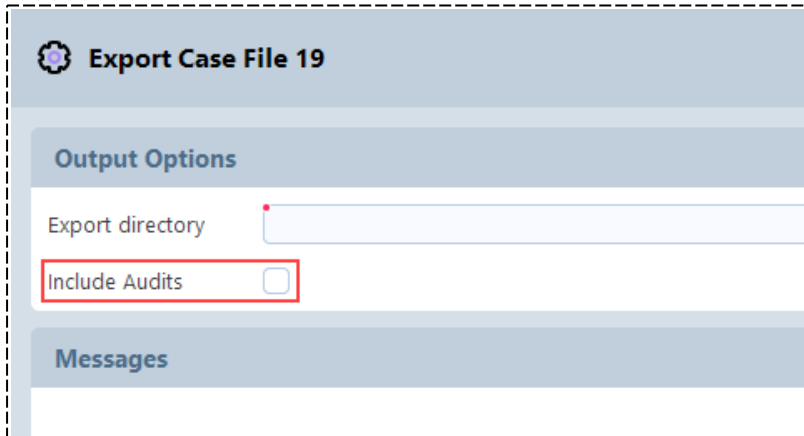 Export Case File 19
Output Options
Export directory
Include Audits
Messages